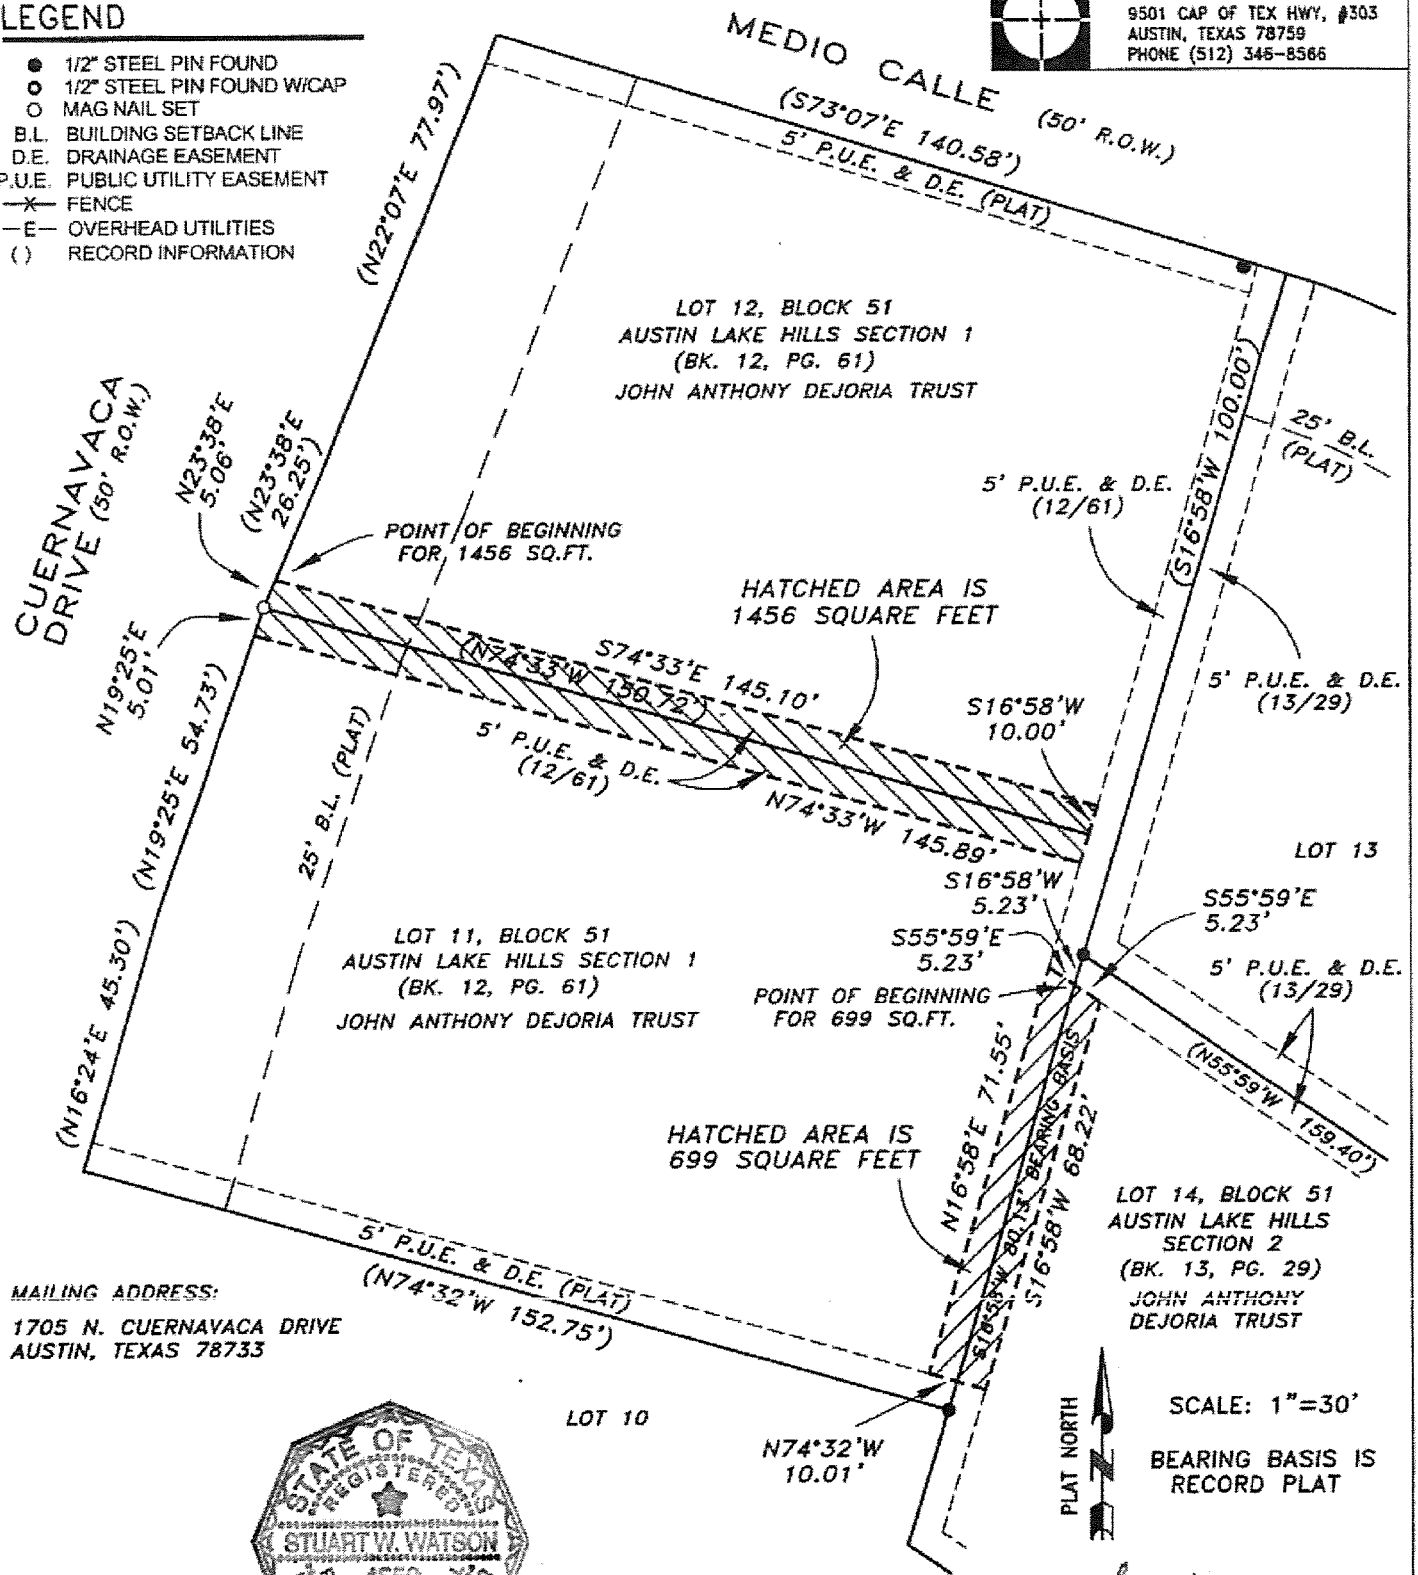 LEGEND
1/2" STEEL PIN FOUND
1/2" STEEL PIN FOUND W/CAP
MAG NAIL SET
B.L. BUILDING SETBACK LINE
D.E. DRAINAGE EASEMENT
P.U.E. PUBLIC UTILITY EASEMENT
—X— FENCE
—E— OVERHEAD UTILITIES
( ) RECORD INFORMATION
9501 CAP OF TEX HWY, #303
AUSTIN, TEXAS 78759
PHONE (512) 346-8566
MEDIO CALLE (50' R.O.W.)
(S73°07'E 140.58')
5' P.U.E. & D.E. (PLAT)
(N22°07'E 77.97')
LOT 12, BLOCK 51
AUSTIN LAKE HILLS SECTION 1
(BK. 12, PG. 61)
JOHN ANTHONY DEJORIA TRUST
CUERNAVACA
DRIVE (50' R.O.W.)
N23°38'E
5.06'
(N23°38'E
26.25')
(S16°58'W 100.00')
25' B.L.
(PLAT)
5' P.U.E. & D.E.
(12/61)
POINT OF BEGINNING
FOR 1456 SQ.FT.
HATCHED AREA IS
1456 SQUARE FEET
N19°25'E
5.01'
S74°33'E 145.10'
(N74°33'W 150.72')
5' P.U.E. & D.E.
(12/61)
N74°33'W 145.89'
S16°58'W
10.00'
5' P.U.E. & D.E.
(13/29)
(N19°25'E 54.73')
25' B.L. (PLAT)
LOT 13
S16°58'W
5.23'
S55°59'E
5.23'
S55°59'E
5.23'
5' P.U.E. & D.E.
(13/29)
LOT 11, BLOCK 51
AUSTIN LAKE HILLS SECTION 1
(BK. 12, PG. 61)
JOHN ANTHONY DEJORIA TRUST
POINT OF BEGINNING
FOR 699 SQ.FT.
(N16°24'E 45.30')
N16°58'E 71.55'
S16°58'W 80.13' BEARING BASIS
S16°58'W 68.22'
(N55°59'W 159.40')
HATCHED AREA IS
699 SQUARE FEET
LOT 14, BLOCK 51
AUSTIN LAKE HILLS
SECTION 2
(BK. 13, PG. 29)
JOHN ANTHONY
DEJORIA TRUST
5' P.U.E. & D.E. (PLAT)
(N74°32'W 152.75')
MAILING ADDRESS:
1705 N. CUERNAVACA DRIVE
AUSTIN, TEXAS 78733
LOT 10
N74°32'W
10.01'
PLAT NORTH
N
SCALE: 1"=30'
BEARING BASIS IS
RECORD PLAT
STATE OF TEXAS
REGISTERED
STUART W. WATSON